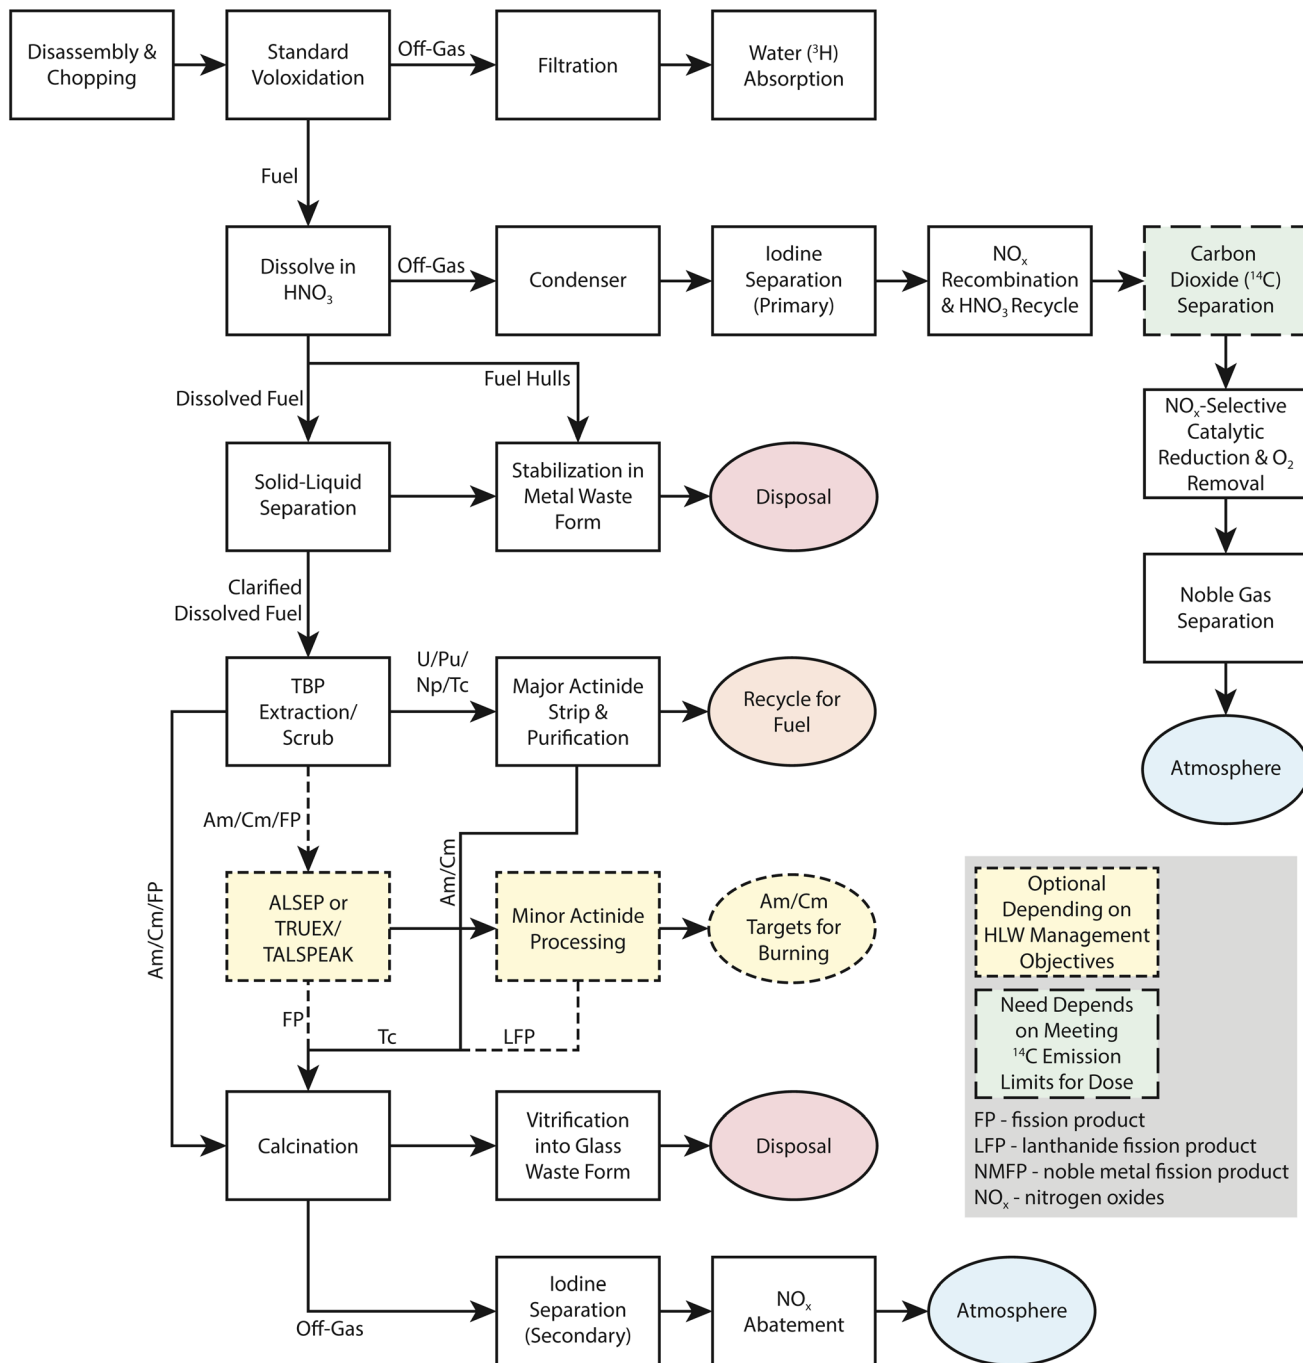 Disassembly &
Chopping
Standard
Voloxidation
Off-Gas
Filtration
Water (³H)
Absorption
Fuel
Dissolve in
HNO₃
Off-Gas
Condenser
Iodine
Separation
(Primary)
NOₓ
Recombination
& HNO₃ Recycle
Carbon
Dioxide (¹⁴C)
Separation
Dissolved Fuel
Fuel Hulls
NOₓ-Selective
Catalytic
Reduction & O₂
Removal
Solid-Liquid
Separation
Stabilization in
Metal Waste
Form
Disposal
Clarified
Dissolved Fuel
Noble Gas
Separation
TBP
Extraction/
Scrub
U/Pu/
Np/Tc
Major Actinide
Strip &
Purification
Recycle for
Fuel
Atmosphere
Am/Cm/FP
Am/Cm/FP
Am/Cm
ALSEP or
TRUEX/
TALSPEAK
Minor Actinide
Processing
Am/Cm
Targets for
Burning
FP
Tc
LFP
Calcination
Vitrification
into Glass
Waste Form
Disposal
Off-Gas
Iodine
Separation
(Secondary)
NOₓ
Abatement
Atmosphere
Optional
Depending on
HLW Management
Objectives
Need Depends
on Meeting
¹⁴C Emission
Limits for Dose
FP - fission product
LFP - lanthanide fission product
NMFP - noble metal fission product
NOₓ - nitrogen oxides